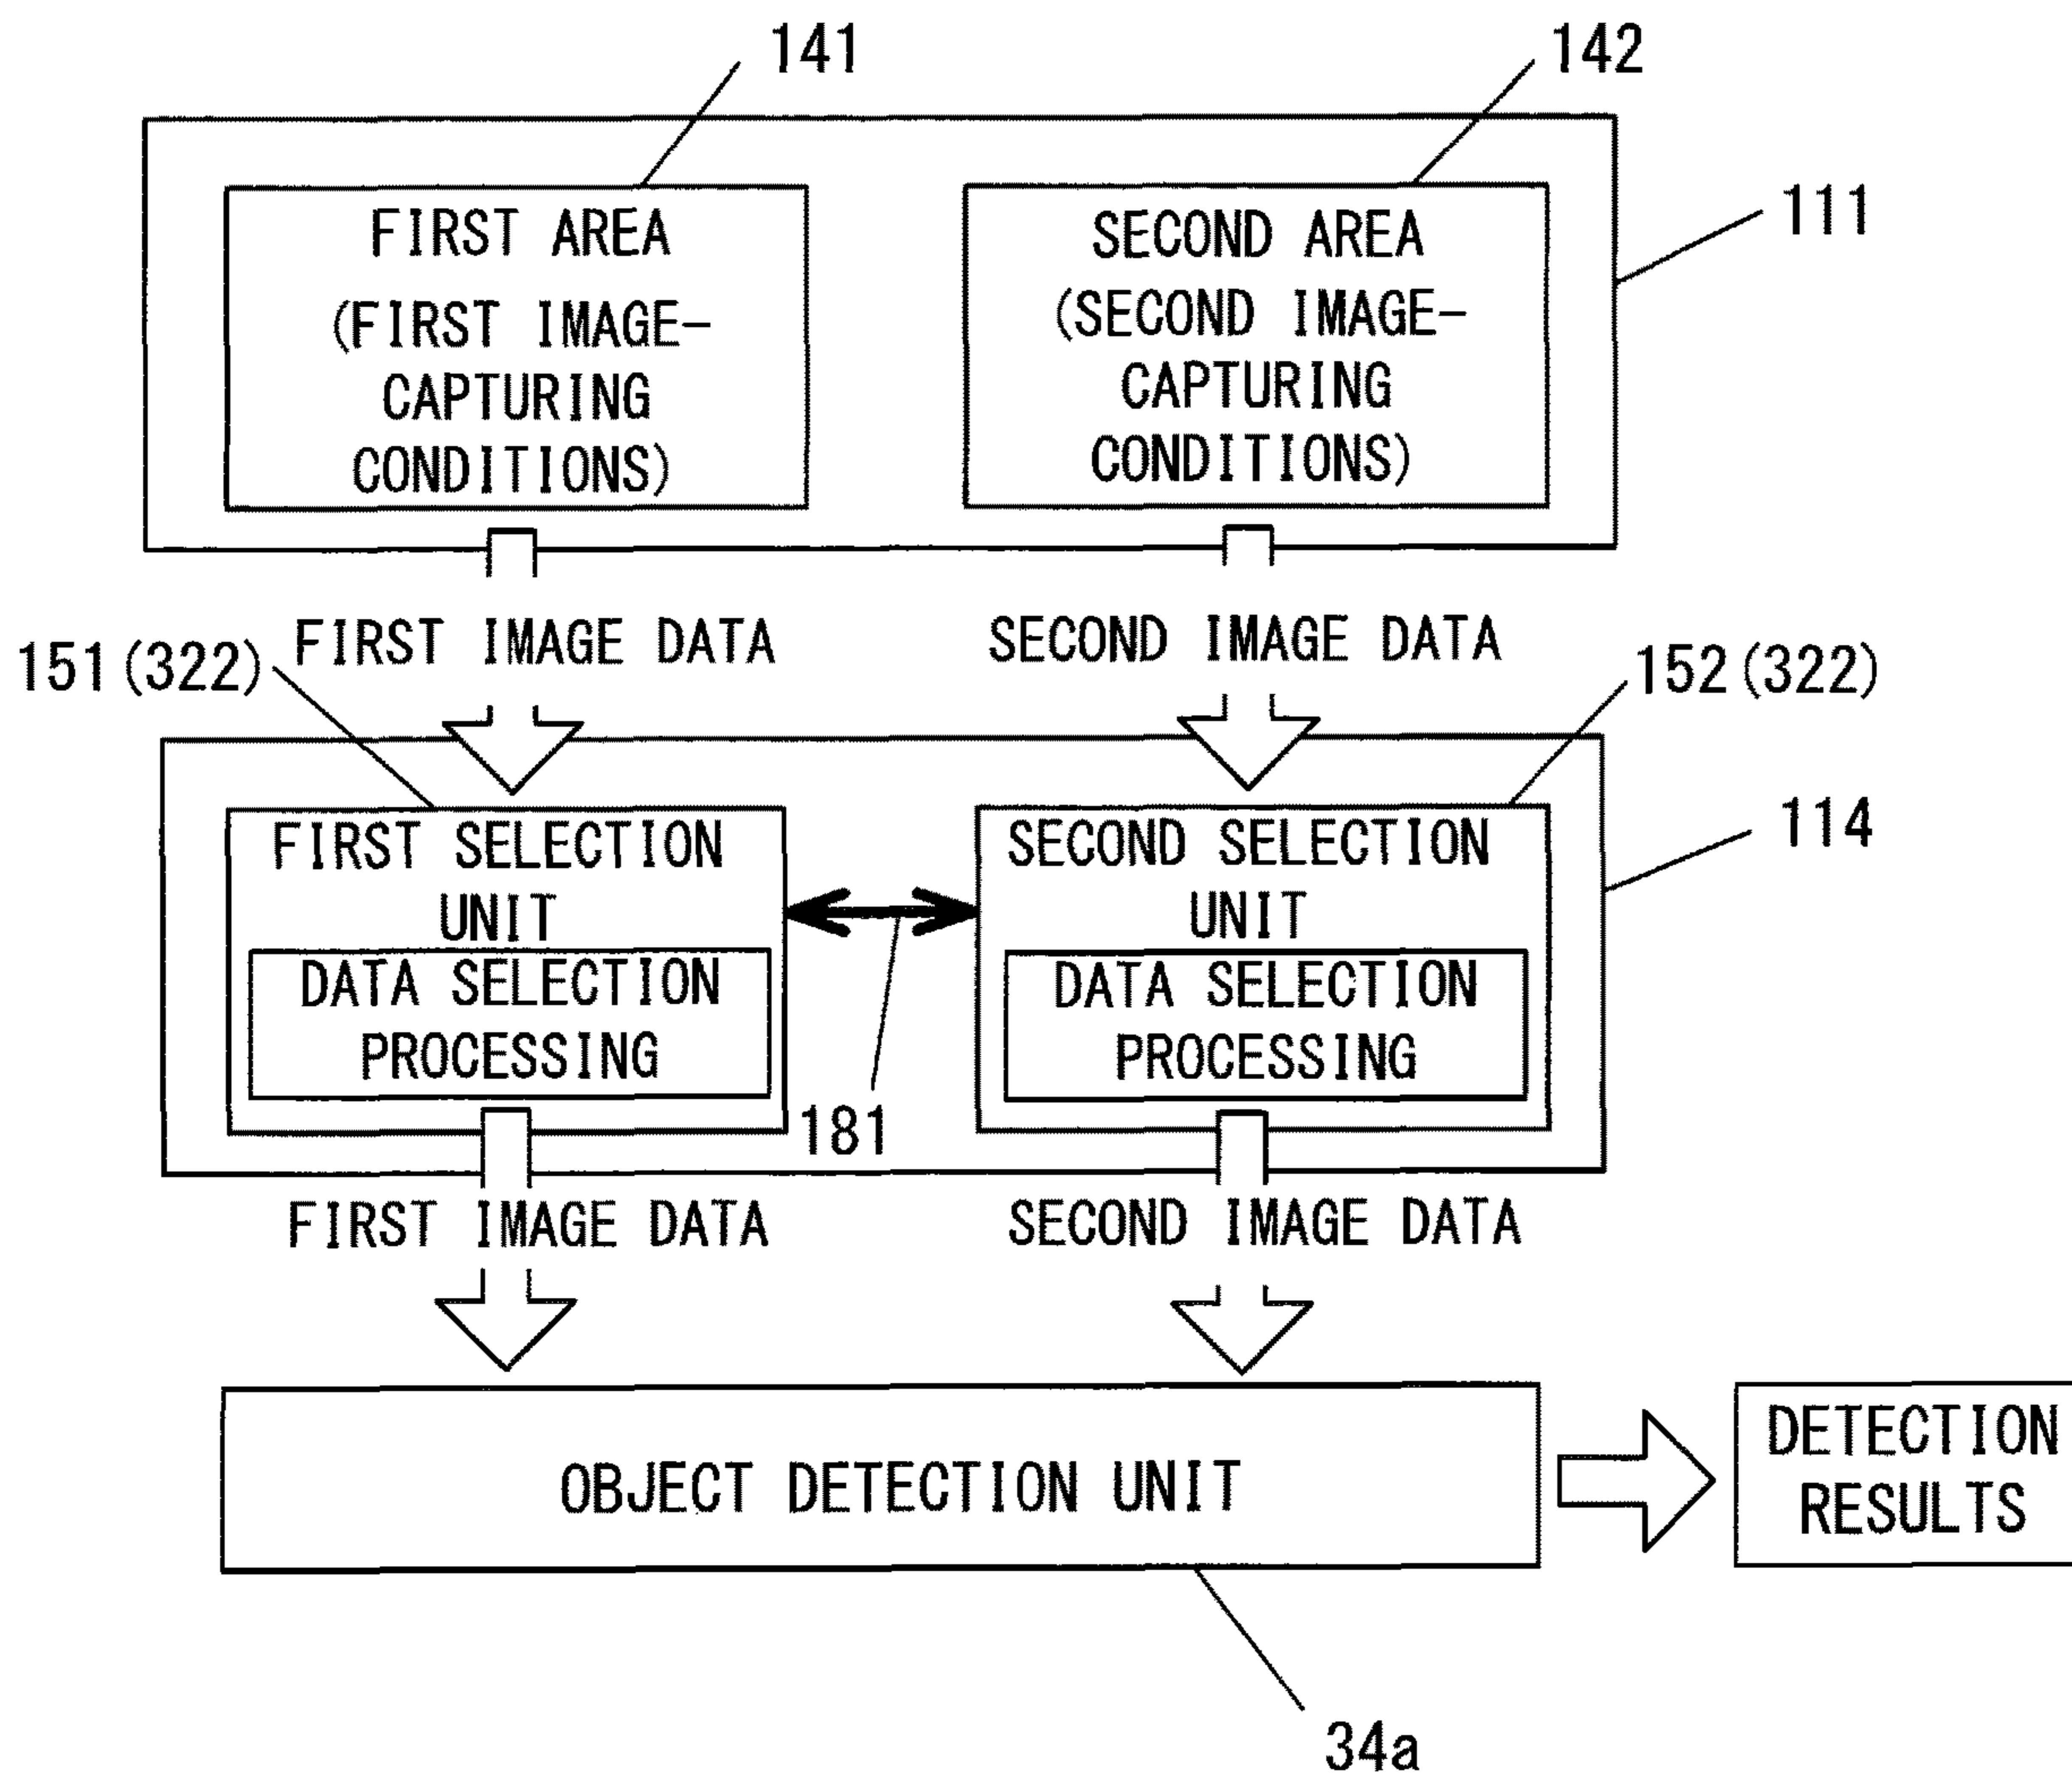 141
142
111
FIRST AREA
(FIRST IMAGE-
CAPTURING
CONDITIONS)
SECOND AREA
(SECOND IMAGE-
CAPTURING
CONDITIONS)
FIRST IMAGE DATA
SECOND IMAGE DATA
151(322)
152(322)
114
FIRST SELECTION
UNIT
DATA SELECTION
PROCESSING
SECOND SELECTION
UNIT
DATA SELECTION
PROCESSING
181
FIRST IMAGE DATA
SECOND IMAGE DATA
OBJECT DETECTION UNIT
DETECTION
RESULTS
34a